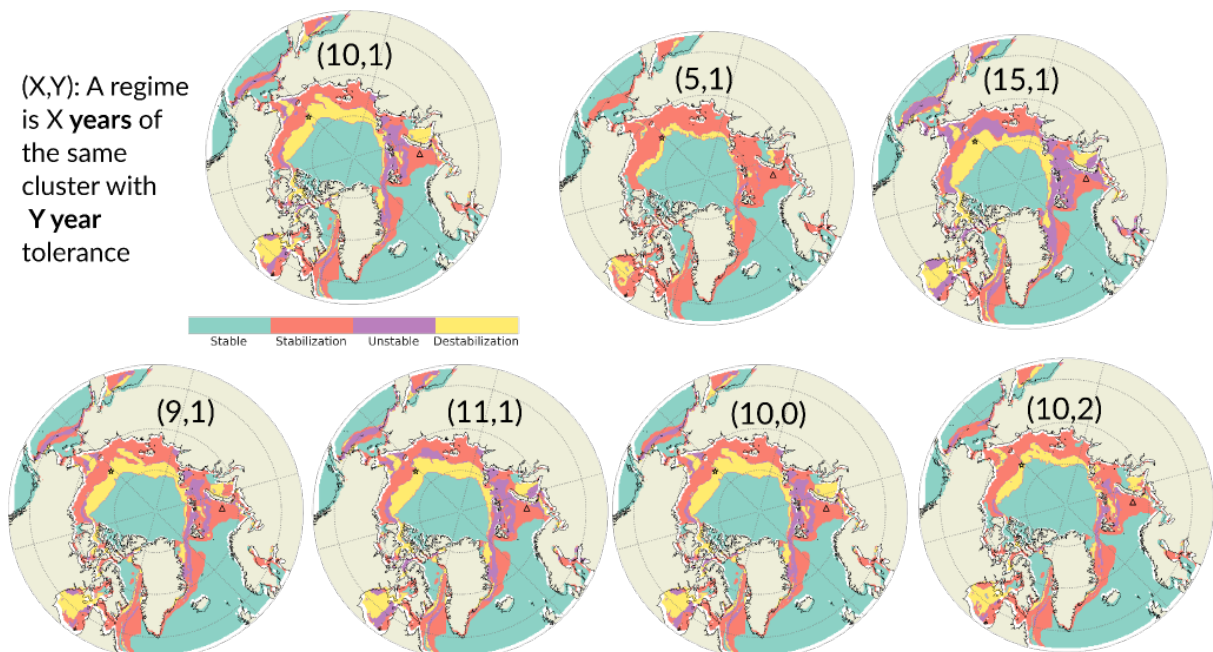 (X,Y): A regime
is X years of
the same
cluster with
Y year
tolerance
(10,1)
(5,1)
(15,1)
Stable Stabilization Unstable Destabilization
(9,1)
(11,1)
(10,0)
(10,2)